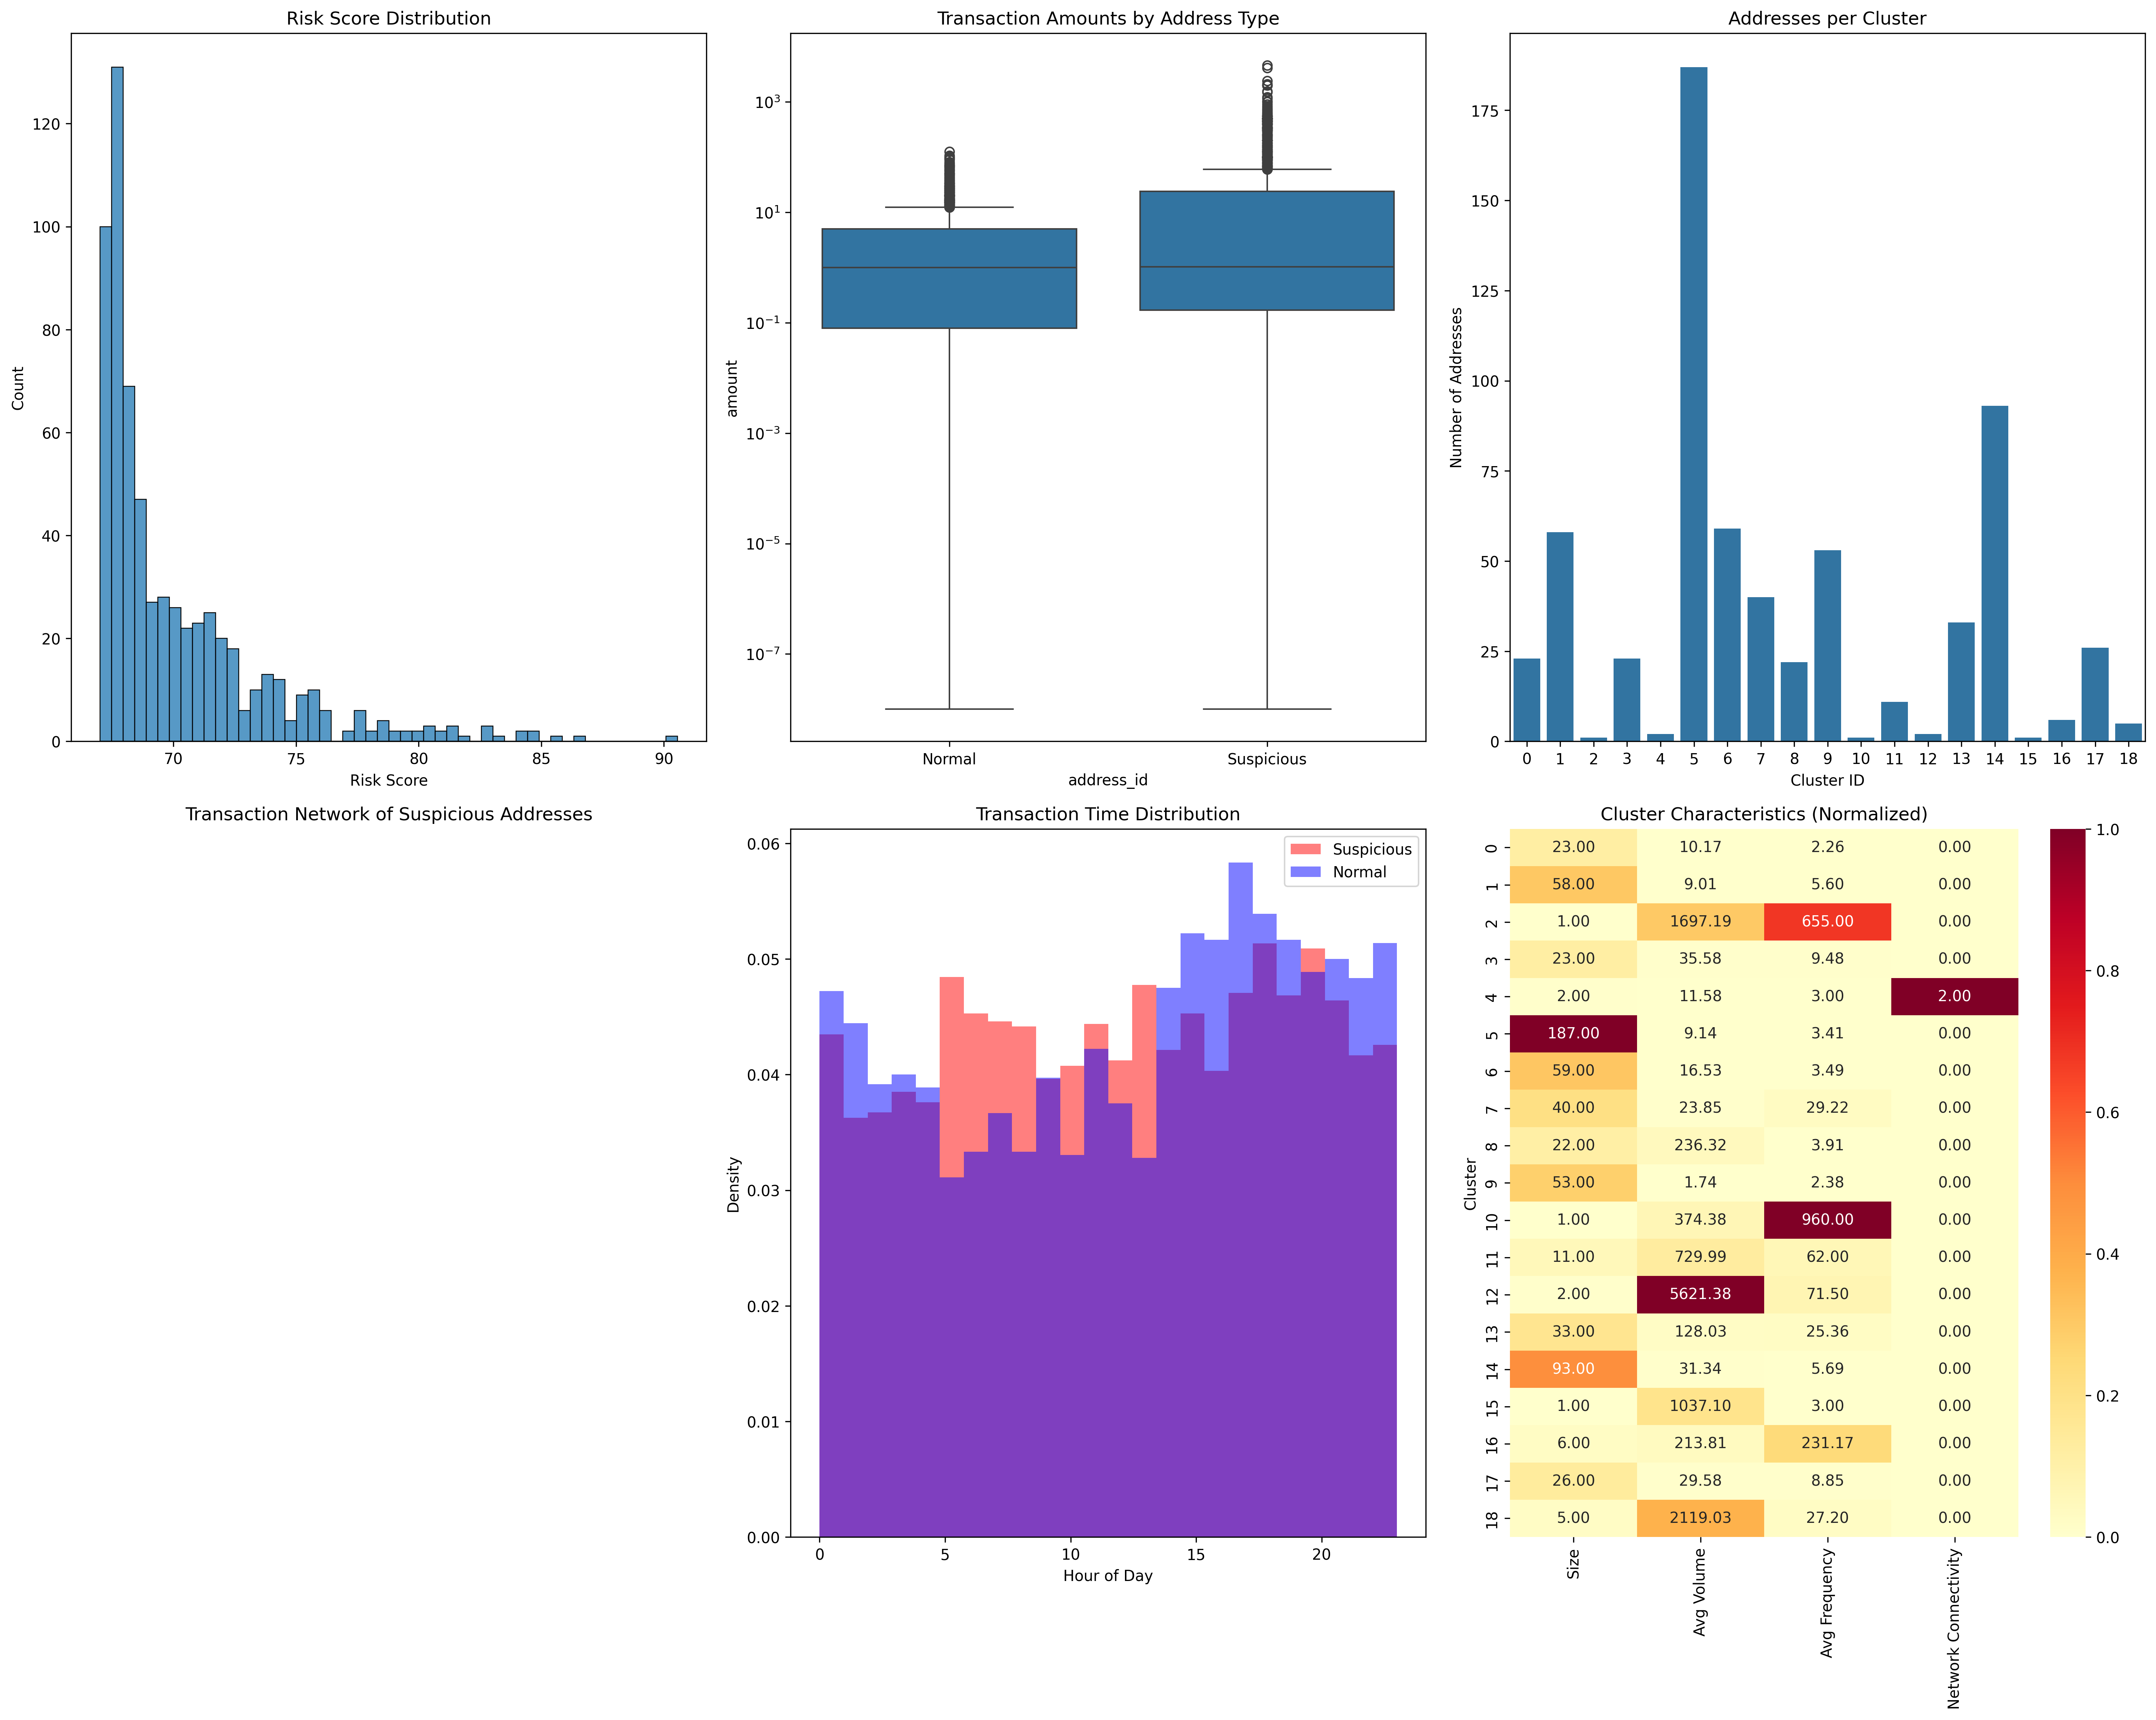 Risk Score Distribution
Count
120
100
80
60
40
20
0
70 75 80 85 90
Risk Score
Transaction Amounts by Address Type
amount
10³
10¹
10⁻¹
10⁻³
10⁻⁵
10⁻⁷
Normal Suspicious
address_id
Addresses per Cluster
Number of Addresses
175
150
125
100
75
50
25
0
0 1 2 3 4 5 6 7 8 9 10 11 12 13 14 15 16 17 18
Cluster ID
Transaction Network of Suspicious Addresses
Transaction Time Distribution
Suspicious
Normal
Density
0.06
0.05
0.04
0.03
0.02
0.01
0.00
0 5 10 15 20
Hour of Day
Cluster Characteristics (Normalized)
Cluster
0 23.00 10.17 2.26 0.00
1 58.00 9.01 5.60 0.00
2 1.00 1697.19 655.00 0.00
3 23.00 35.58 9.48 0.00
4 2.00 11.58 3.00 2.00
5 187.00 9.14 3.41 0.00
6 59.00 16.53 3.49 0.00
7 40.00 23.85 29.22 0.00
8 22.00 236.32 3.91 0.00
9 53.00 1.74 2.38 0.00
10 1.00 374.38 960.00 0.00
11 11.00 729.99 62.00 0.00
12 2.00 5621.38 71.50 0.00
13 33.00 128.03 25.36 0.00
14 93.00 31.34 5.69 0.00
15 1.00 1037.10 3.00 0.00
16 6.00 213.81 231.17 0.00
17 26.00 29.58 8.85 0.00
18 5.00 2119.03 27.20 0.00
Size
Avg Volume
Avg Frequency
Network Connectivity
1.0
0.8
0.6
0.4
0.2
0.0